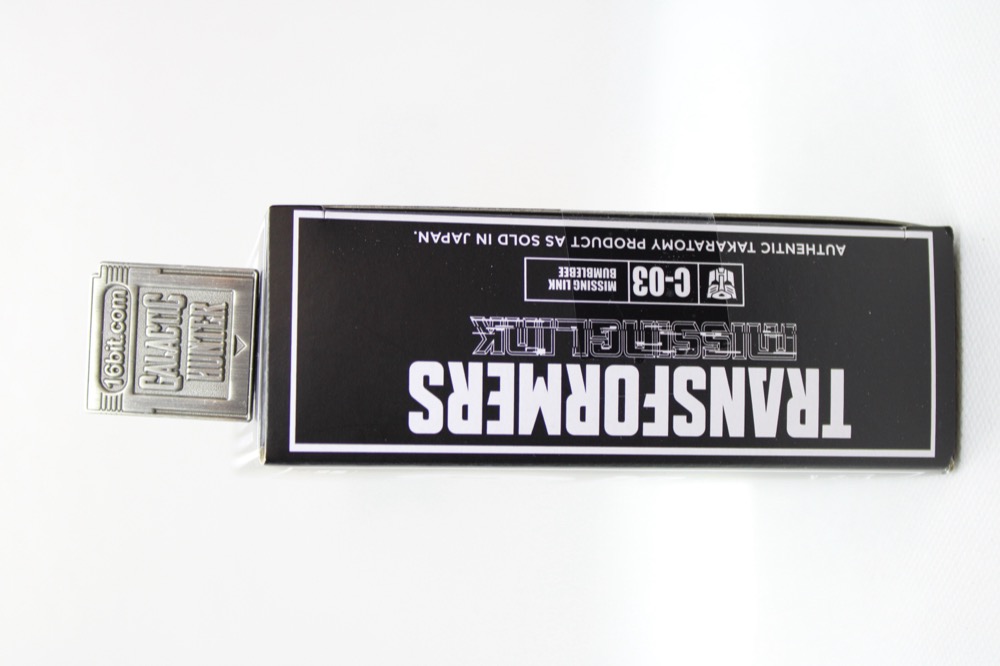 TRANSFORMERS
MISSING LINK
C-03
MISSING LINK
BUMBLEBEE
AUTHENTIC TAKARATOMY PRODUCT AS SOLD IN JAPAN.
16bit.com
GALACTIC
HUNTER